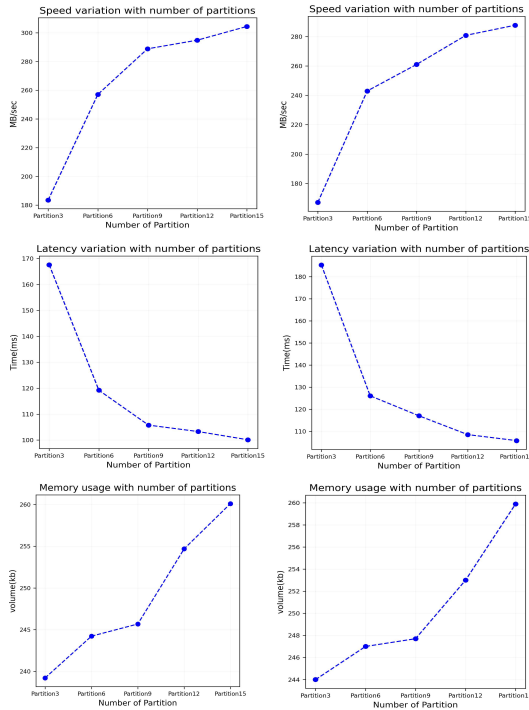 Speed variation with number of partitions
300
280
260
240
220
200
180
MB/sec
Partition3 Partition6 Partition9 Partition12 Partition15
Number of Partition
Speed variation with number of partitions
280
260
240
220
200
180
MB/sec
Partition3 Partition6 Partition9 Partition12 Partition15
Number of Partition
Latency variation with number of partitions
170
160
150
140
130
120
110
100
Time(ms)
Partition3 Partition6 Partition9 Partition12 Partition15
Number of Partition
Latency variation with number of partitions
180
170
160
150
140
130
120
110
Time(ms)
Partition3 Partition6 Partition9 Partition12 Partition1
Number of Partition
Memory usage with number of partitions
260
255
250
245
240
volume(kb)
Partition3 Partition6 Partition9 Partition12 Partition15
Number of Partition
Memory usage with number of partitions
260
258
256
254
252
250
248
246
244
volume(kb)
Partition3 Partition6 Partition9 Partition12 Partition1
Number of Partition